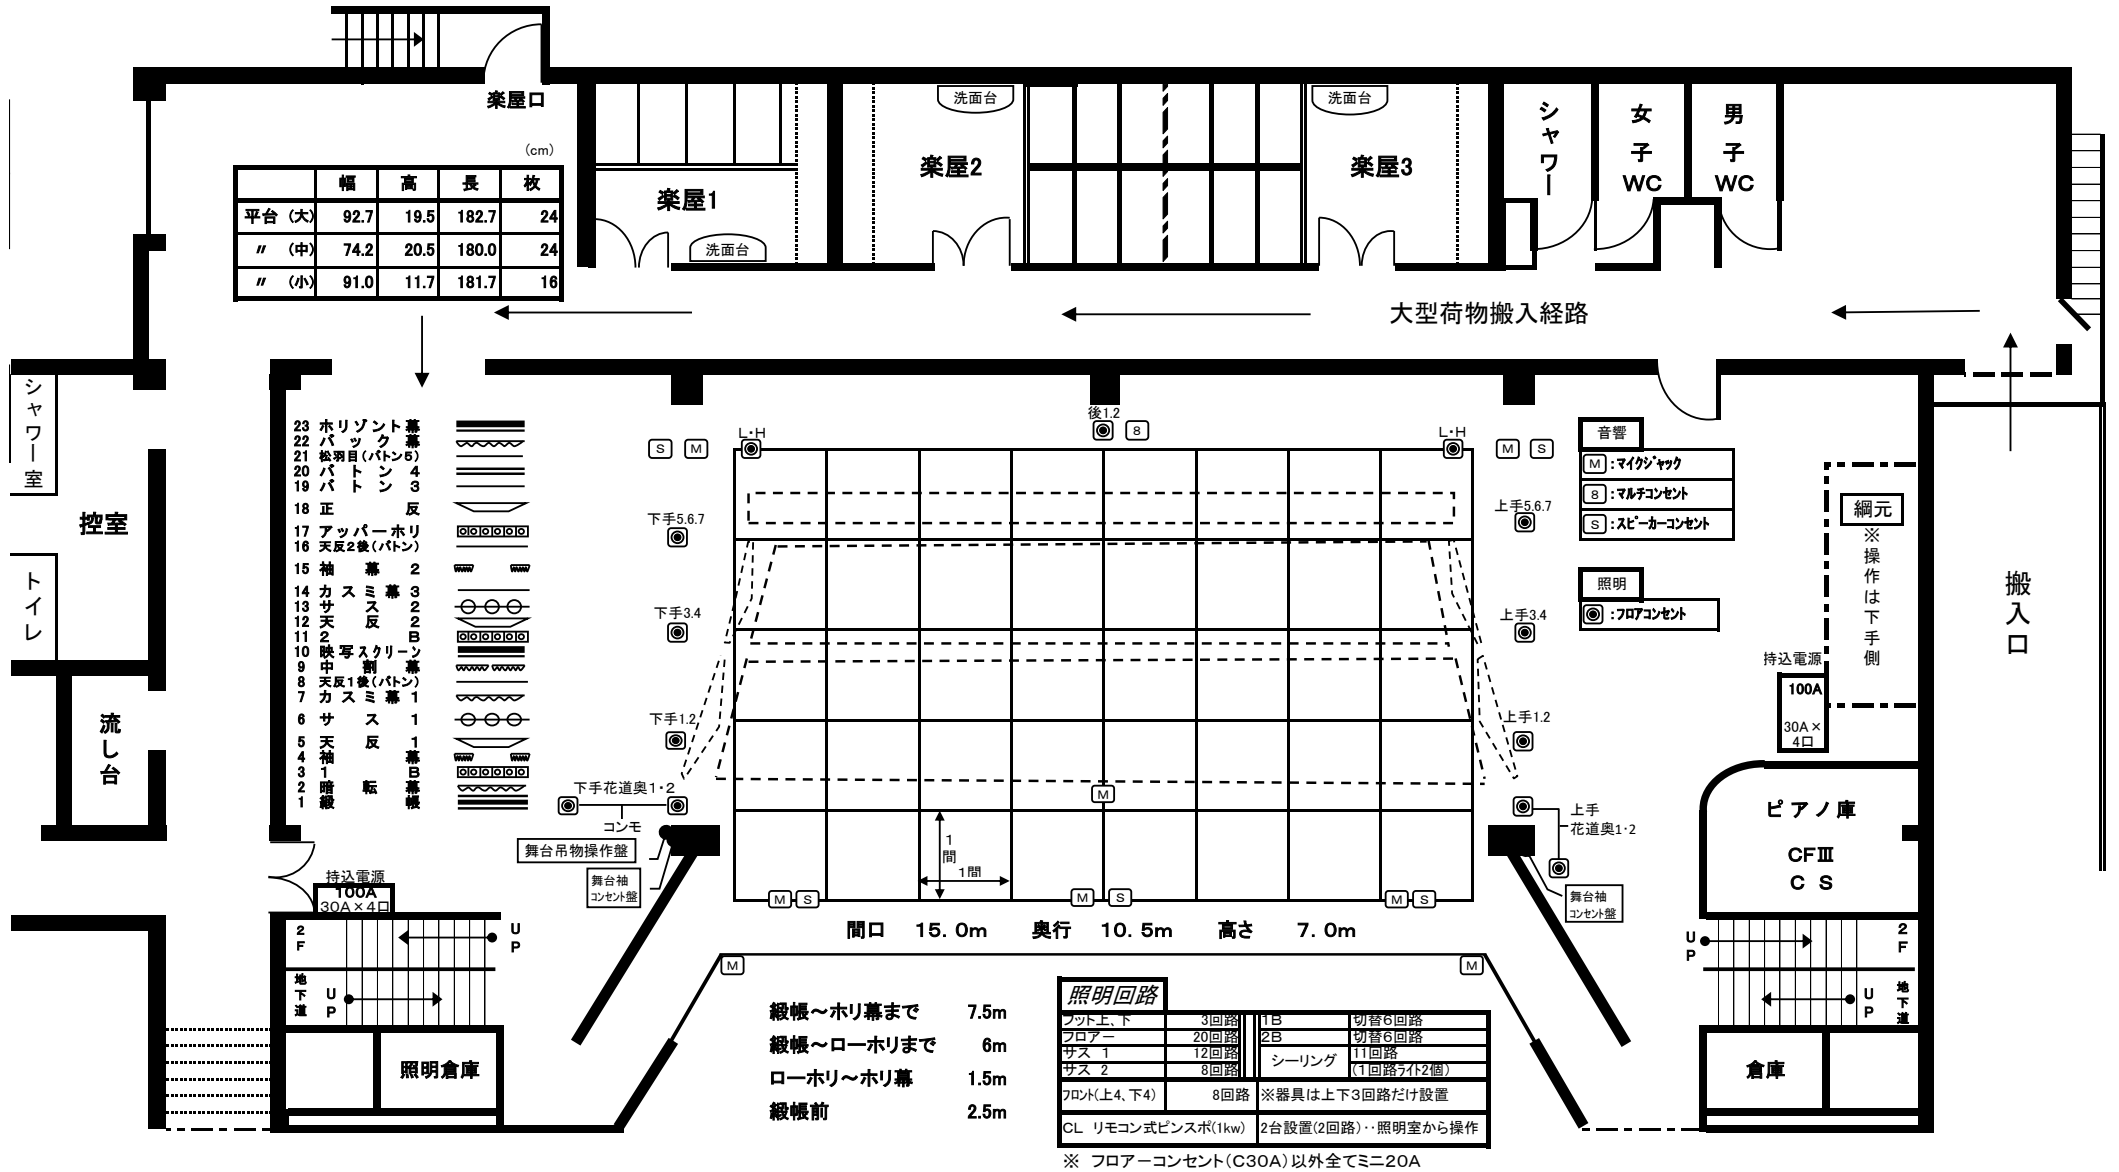 楽屋口
(cm)
幅 高 長 枚
平台 (大) 92.7 19.5 182.7 24
〃 (中) 74.2 20.5 180.0 24
〃 (小) 91.0 11.7 181.7 16
楽屋1
洗面台
洗面台
楽屋2
洗面台
楽屋3
シャワー
女子WC
男子WC
大型荷物搬入経路
シャワー室
控室
トイレ
流し台
23 ホリゾント幕
22 バック幕
21 松羽目(バトン5)
20 バトン4
19 バトン3
18 正反
17 アッパーホリ
16 天反2後(バトン)
15 袖幕2
14 カスミ幕3
13 サス2
12 天反2
11 2B
10 映写スクリーン
9 中割幕
8 天反1後(バトン)
7 カスミ幕1
6 サス1
5 天反1
4 袖幕
3 1B
2 暗転幕
1 緞帳
S M
L・H
後1.2
8
L・H
M S
下手5.6.7
下手3.4
下手1.2
下手花道奥1・2
コンモ
舞台吊物操作盤
舞台袖
コンセント盤
上手5.6.7
上手3.4
上手1.2
上手
花道奥1・2
舞台袖
コンセント盤
音響
M :マイクジャック
8 :マルチコンセント
S :スピーカーコンセント
照明
:フロアコンセント
綱元
※操作は下手側
持込電源
100A
30A×
4口
搬入口
ピアノ庫
CFⅢ
C S
M
1間
1間
M S
M S
M S
間口 15.0m 奥行 10.5m 高さ 7.0m
M
M
持込電源
100A
30A×4口
2F
UP
地下道
UP
照明倉庫
UP
2F
UP
地下道
倉庫
緞帳～ホリ幕まで 7.5m
緞帳～ローホリまで 6m
ローホリ～ホリ幕 1.5m
緞帳前 2.5m
照明回路
フット上、下 3回路 1B 切替6回路
フロアー 20回路 2B 切替6回路
サス 1 12回路 シーリング 11回路
サス 2 8回路 (1回路ライト2個)
フロント(上4、下4) 8回路 ※器具は上下3回路だけ設置
CL リモコン式ピンスポ(1kw) 2台設置(2回路)‥照明室から操作
※ フロアーコンセント(C30A)以外全てミニ20A